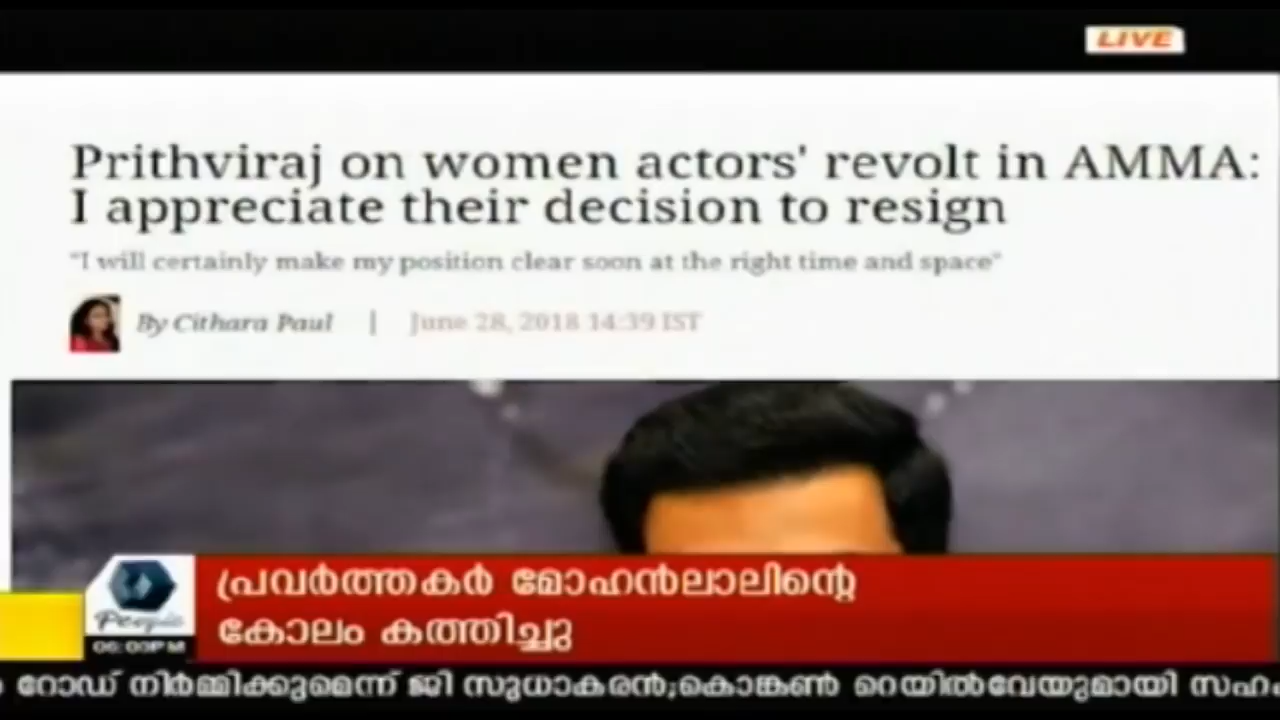 LIVE
Prithviraj on women actors' revolt in AMMA:
I appreciate their decision to resign
"I will certainly make my position clear soon at the right time and space"
By Cithara Paul | June 28, 2018 14:39 IST
പ്രവർത്തകർ മോഹൻലാലിന്റെ
കോലം കത്തിച്ചു
People
06:00PM
റോഡ് നിർമ്മിക്കുമെന്ന് ജി സുധാകരൻ;കൊങ്കൺ റെയിൽവേയുമായി സഹക